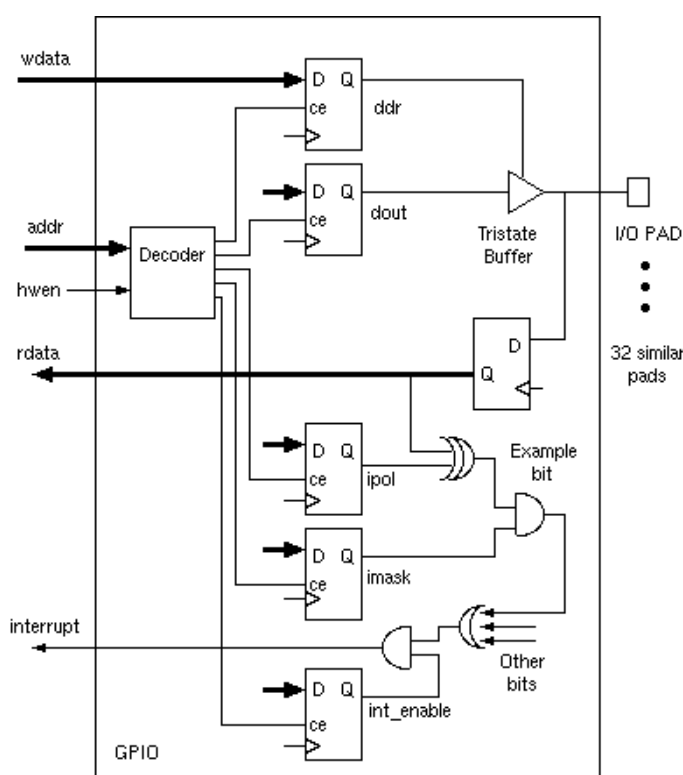 wdata
D Q
ce
ddr
D Q
ce
dout
addr
Decoder
hwen
Tristate
Buffer
I/O PAD
rdata
D
Q
32 similar
pads
D Q
ce
ipol
Example
bit
D Q
ce
imask
interrupt
Other
bits
D Q
ce
int_enable
GPIO